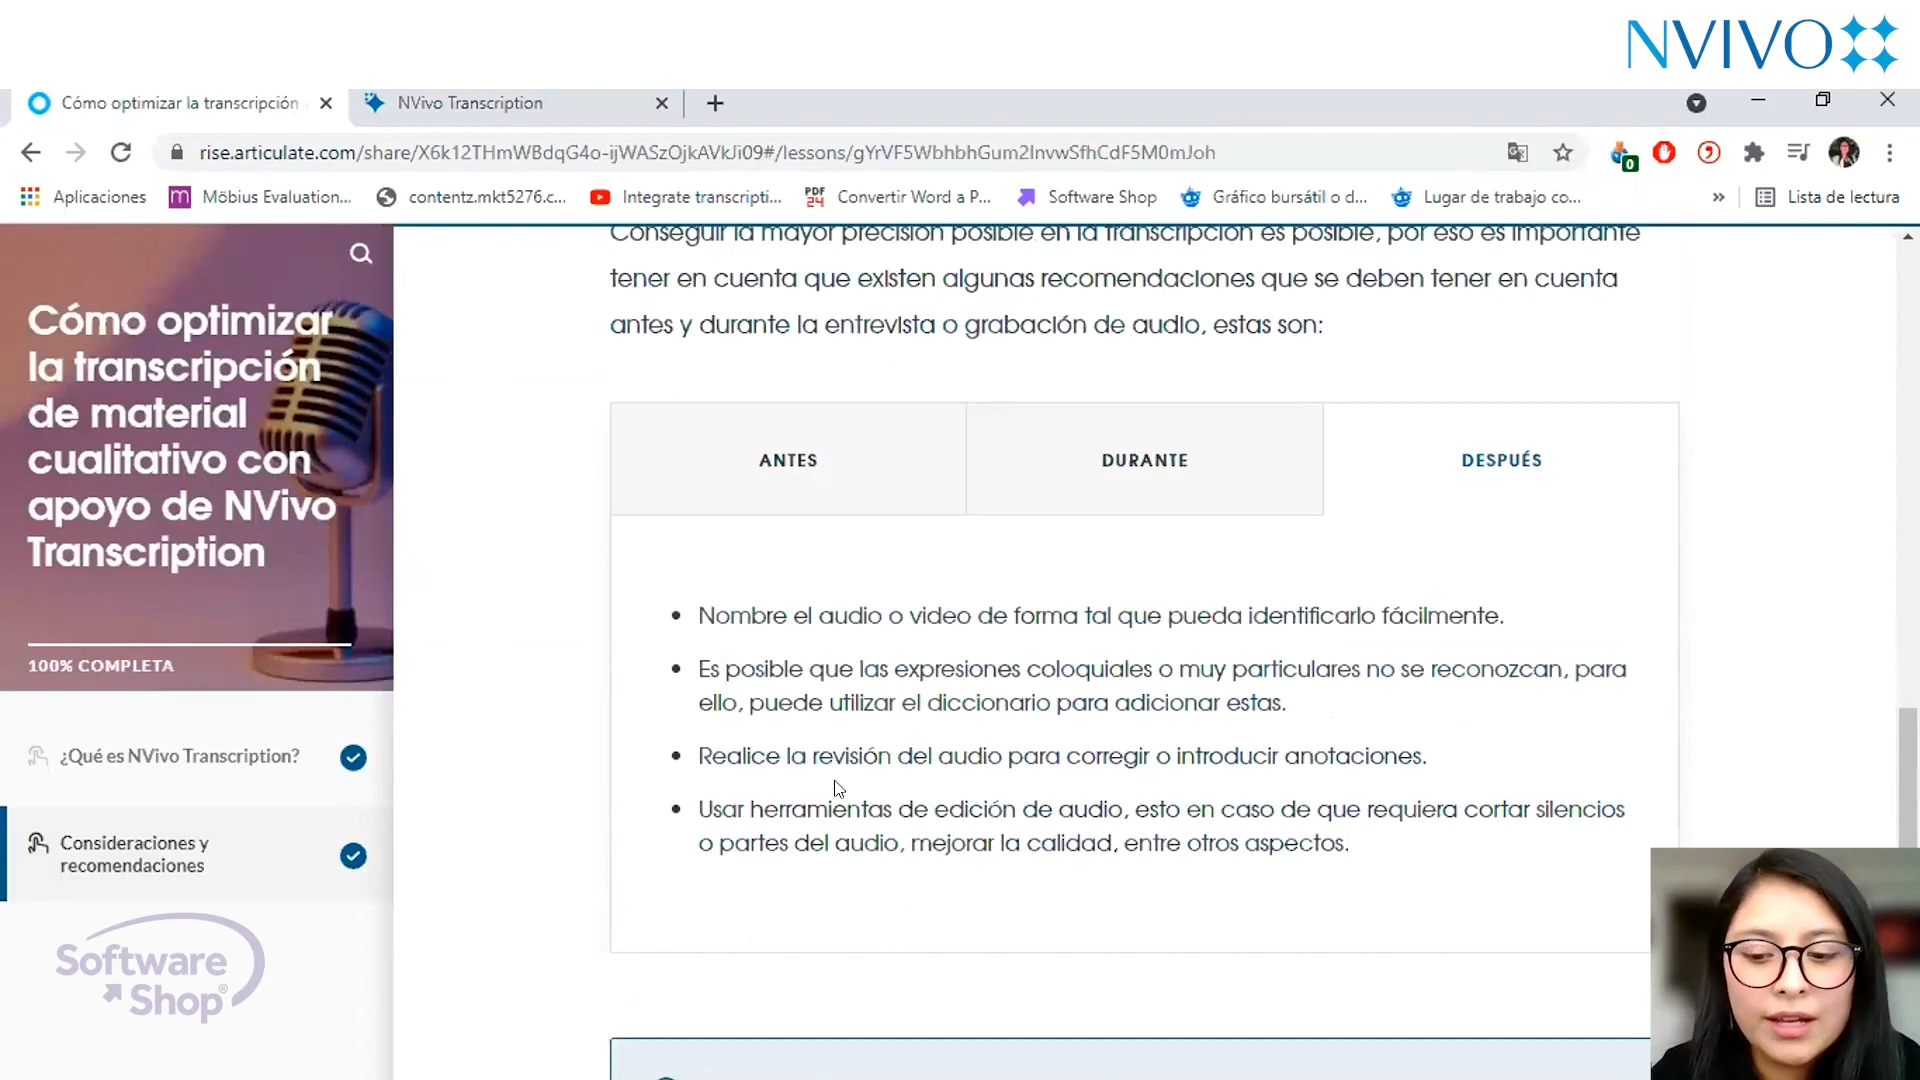 NVIVO
Cómo optimizar la transcripción
NVivo Transcription
rise.articulate.com/share/X6k12THmWBdqG4o-ijWASzOjkAVkJi09#/lessons/gYrVF5WbhbhGum2InvwSfhCdF5M0mJoh
0
Aplicaciones
Möbius Evaluation...
contentz.mkt5276.c...
Integrate transcripti...
PDF
24
Convertir Word a P...
Software Shop
Gráfico bursátil o d...
Lugar de trabajo co...
»
Lista de lectura
Cómo optimizar
la transcripción
de material
cualitativo con
apoyo de NVivo
Transcription
100% COMPLETA
¿Qué es NVivo Transcription?
Consideraciones y
recomendaciones
Software
Shop®
Conseguir la mayor precisión posible en la transcripción es posible, por eso es importante
tener en cuenta que existen algunas recomendaciones que se deben tener en cuenta
antes y durante la entrevista o grabación de audio, estas son:
ANTES
DURANTE
DESPUÉS
• Nombre el audio o video de forma tal que pueda identificarlo fácilmente.
• Es posible que las expresiones coloquiales o muy particulares no se reconozcan, para
ello, puede utilizar el diccionario para adicionar estas.
• Realice la revisión del audio para corregir o introducir anotaciones.
• Usar herramientas de edición de audio, esto en caso de que requiera cortar silencios
o partes del audio, mejorar la calidad, entre otros aspectos.